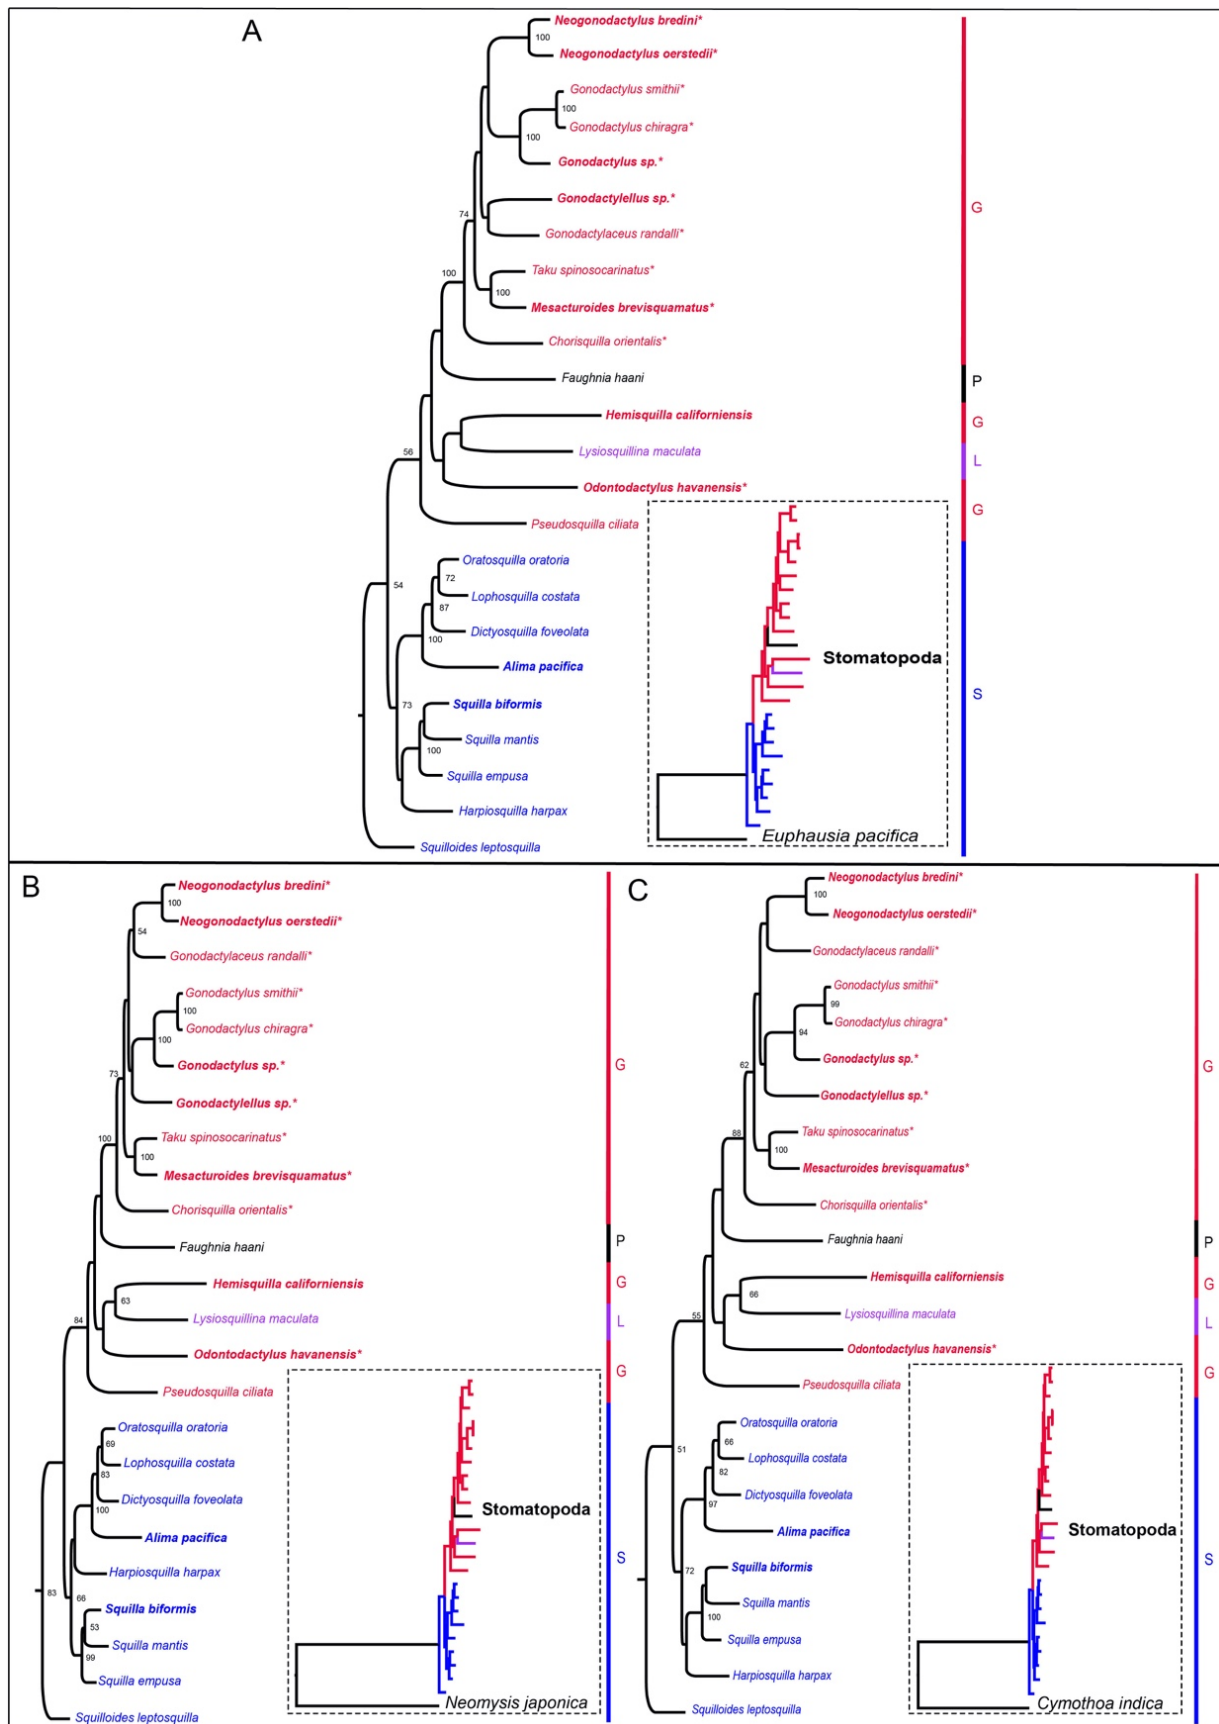 A
Neogonodactylus bredini*
100
Neogonodactylus oerstedii*
Gonodactylus smithii*
100
Gonodactylus chiragra*
100
Gonodactylus sp.*
Gonodactylellus sp.*
G
74
Gonodactylaceus randalli*
Taku spinosocarinatus*
100
100
Mesacturoides brevisquamatus*
Chorisquilla orientalis*
Faughnia haani
P
Hemisquilla californiensis
G
56
Lysiosquillina maculata
L
Odontodactylus havanensis*
G
Pseudosquilla ciliata
Oratosquilla oratoria
72
54
Lophosquilla costata
87
Dictyosquilla foveolata
100
Stomatopoda
Alima pacifica
S
73
Squilla biformis
Squilla mantis
100
Squilla empusa
Harpiosquilla harpax
Euphausia pacifica
Squilloides leptosquilla
B
Neogonodactylus bredini*
100
Neogonodactylus oerstedii*
54
Gonodactylaceus randalli*
Gonodactylus smithii*
100
Gonodactylus chiragra*
100
Gonodactylus sp.*
G
73
Gonodactylellus sp.*
Taku spinosocarinatus*
100
100
Mesacturoides brevisquamatus*
Chorisquilla orientalis*
Faughnia haani
P
Hemisquilla californiensis
G
63
Lysiosquillina maculata
L
84
Odontodactylus havanensis*
G
Pseudosquilla ciliata
Oratosquilla oratoria
69
Lophosquilla costata
83
Dictyosquilla foveolata
100
Stomatopoda
Alima pacifica
S
Harpiosquilla harpax
83
66
Squilla biformis
53
Squilla mantis
99
Squilla empusa
Neomysis japonica
Squilloides leptosquilla
C
Neogonodactylus bredini*
100
Neogonodactylus oerstedii*
Gonodactylaceus randalli*
Gonodactylus smithii*
99
Gonodactylus chiragra*
94
Gonodactylus sp.*
G
62
Gonodactylellus sp.*
Taku spinosocarinatus*
88
100
Mesacturoides brevisquamatus*
Chorisquilla orientalis*
Faughnia haani
P
Hemisquilla californiensis
G
66
Lysiosquillina maculata
L
55
Odontodactylus havanensis*
G
Pseudosquilla ciliata
Oratosquilla oratoria
66
51
Lophosquilla costata
82
Dictyosquilla foveolata
97
Stomatopoda
Alima pacifica
S
72
Squilla biformis
Squilla mantis
100
Squilla empusa
Harpiosquilla harpax
Cymothoa indica
Squilloides leptosquilla